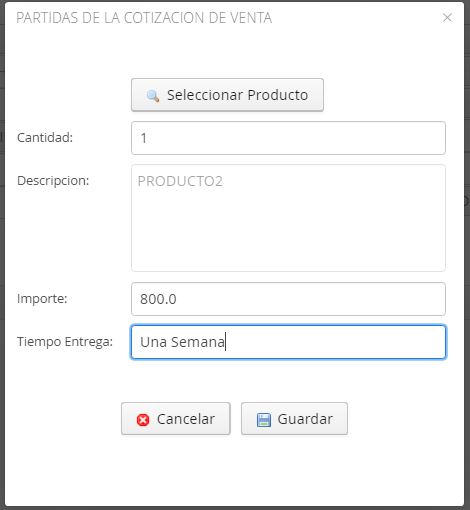 PARTIDAS DE LA COTIZACION DE VENTA
Seleccionar Producto
Cantidad: 1
Descripcion: PRODUCTO2
Importe: 800.0
Tiempo Entrega: Una Semana
Cancelar Guardar